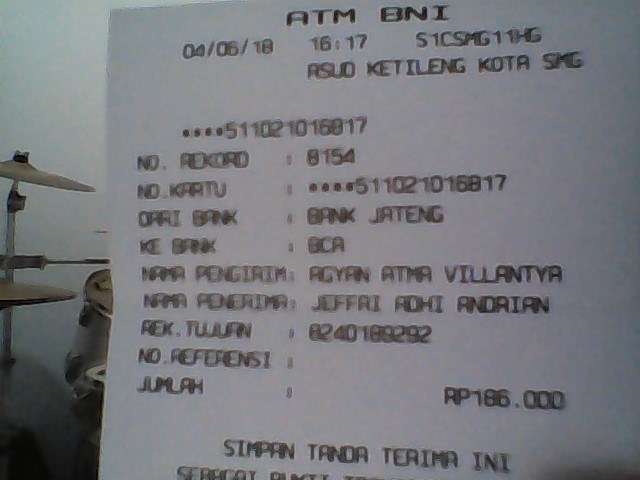 ATM BNI
04/06/18 16:17 S1CSMG11HG
RSUD KETILENG KOTA SMG
****511021016817
NO. REKORD : 8154
NO.KARTU : ****511021016817
DARI BANK : BANK JATENG
KE BANK : BCA
NAMA PENGIRIM: AGYAN ATMA VILLANTYA
NAMA PENERIMA: JEFFRI ADHI ANDRIAN
REK.TUJUAN : 8240189292
NO.REFERENSI :
JUMLAH : RP186.000
SIMPAN TANDA TERIMA INI
SEBAGAI BUKTI